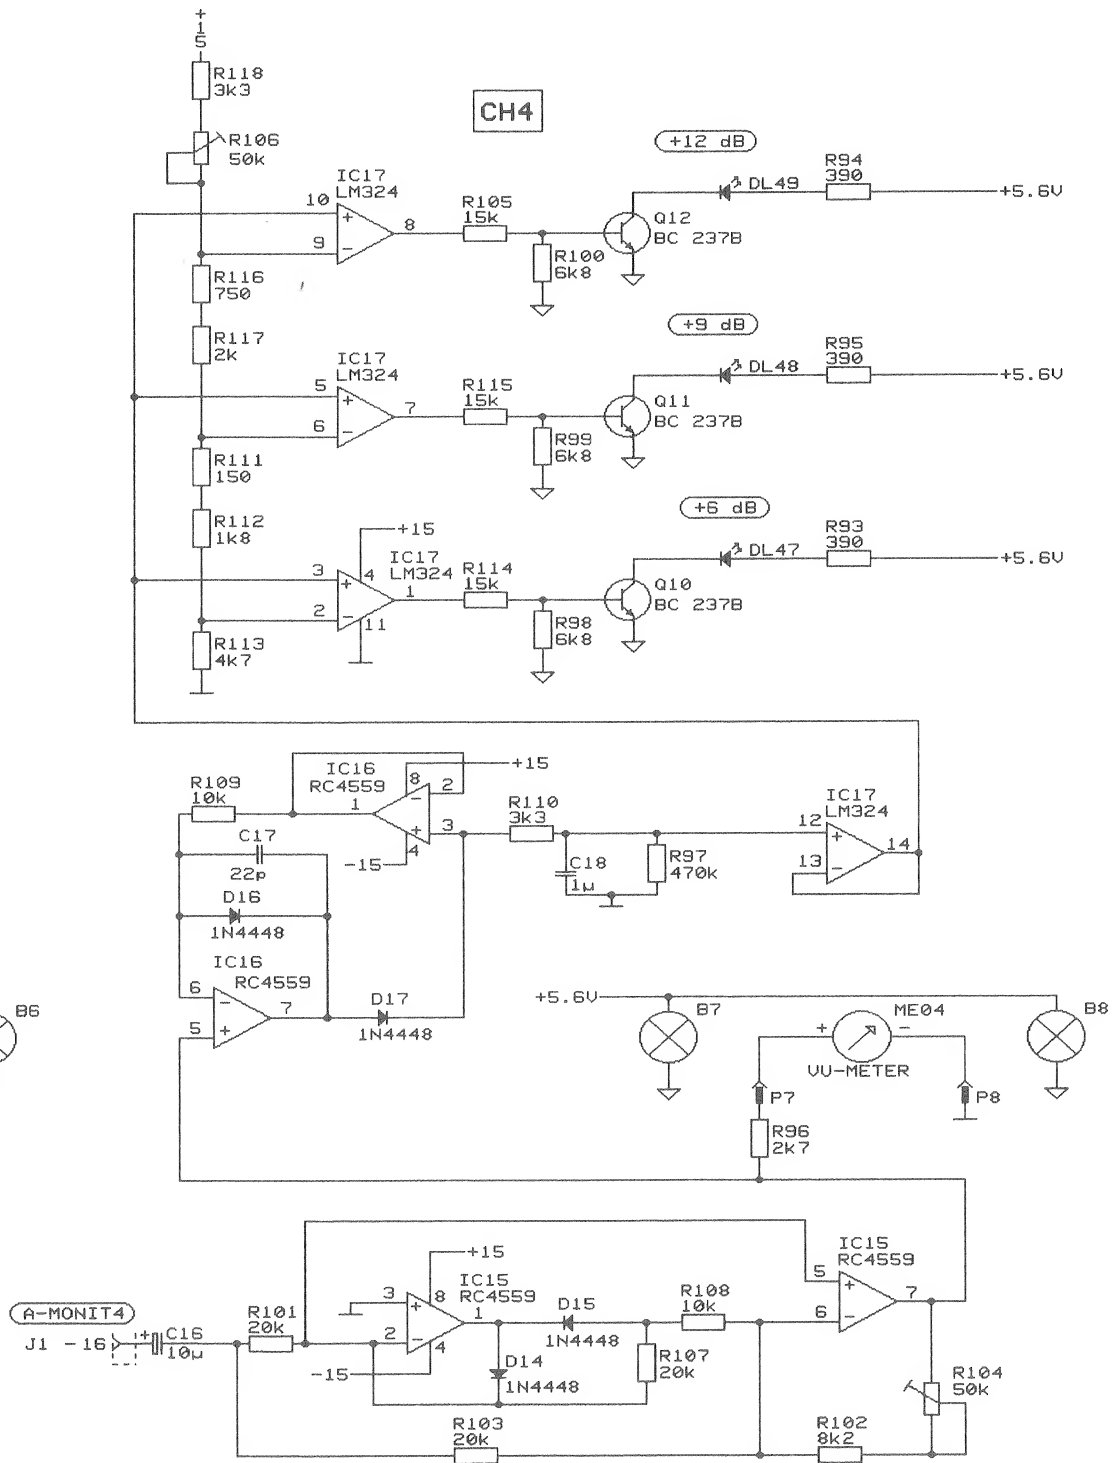 +
1
5
R118
3k3
CH4
R106
50k
+12 dB
IC17
LM324
10
9
8
R105
15k
R100
6k8
Q12
BC 237B
DL49
R94
390
+5.6V
+
−
R116
750
R117
2k
+9 dB
IC17
LM324
5
6
7
R115
15k
R99
6k8
Q11
BC 237B
DL48
R95
390
+5.6V
+
−
R111
150
R112
1k8
+6 dB
+15
IC17
LM324
3
2
4
11
1
R114
15k
R98
6k8
Q10
BC 237B
DL47
R93
390
+5.6V
+
−
R113
4k7
R109
10k
IC16
RC4559
8
+15
2
1
3
4
-15
−
+
R110
3k3
C18
1µ
R97
470k
IC17
LM324
12
13
14
+
−
C17
22p
D16
1N4448
IC16
RC4559
6
5
7
−
+
D17
1N4448
B6
+5.6V
B7
ME04
+
−
VU-METER
B8
P7
P8
R96
2k7
A-MONIT4
J1 -16
+
C16
10µ
R101
20k
+15
IC15
RC4559
3
2
8
4
1
-15
+
−
D15
1N4448
D14
1N4448
R107
20k
R108
10k
IC15
RC4559
5
6
7
+
−
R104
50k
R103
20k
R102
8k2